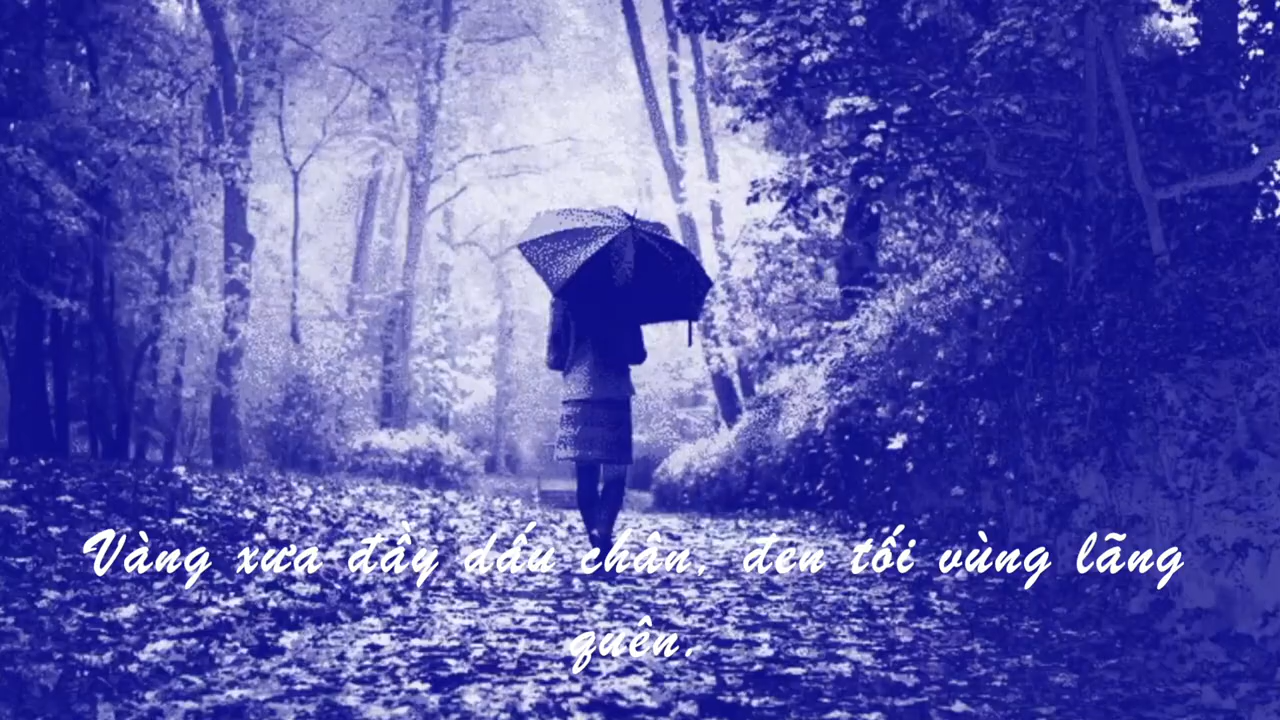 Vàng xưa đầy dấu chân, đen tối vùng lãng
quên.